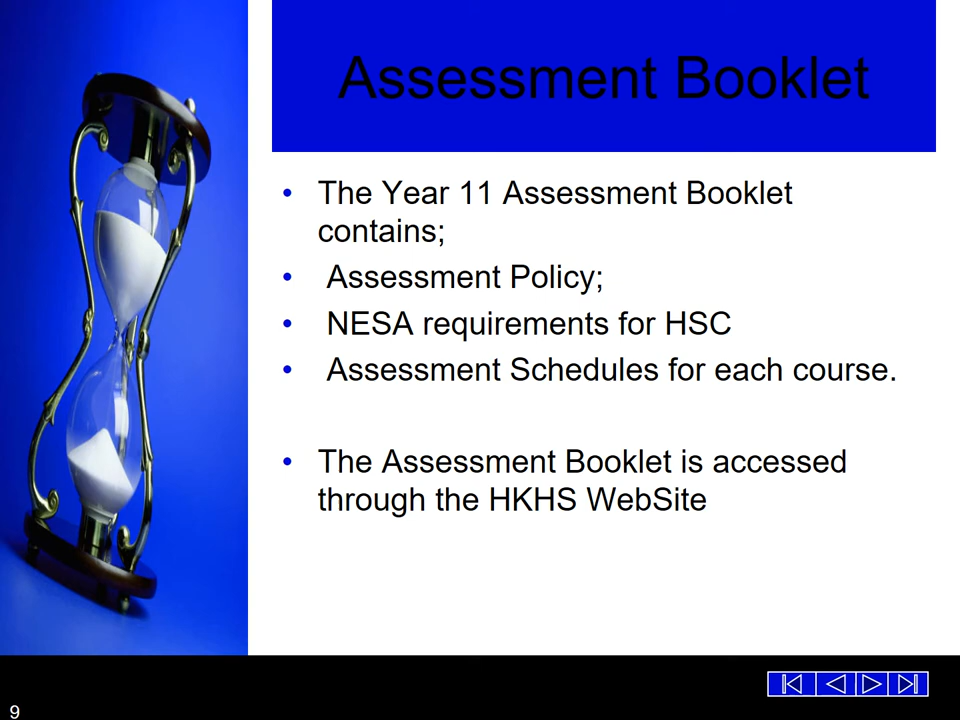 Assessment Booklet
• The Year 11 Assessment Booklet
contains;
• Assessment Policy;
• NESA requirements for HSC
• Assessment Schedules for each course.
• The Assessment Booklet is accessed
through the HKHS WebSite
9